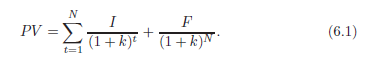 PV = \sum_{t=1}^{N} \frac{I}{(1+k)^t} + \frac{F}{(1+k)^N}. (6.1)